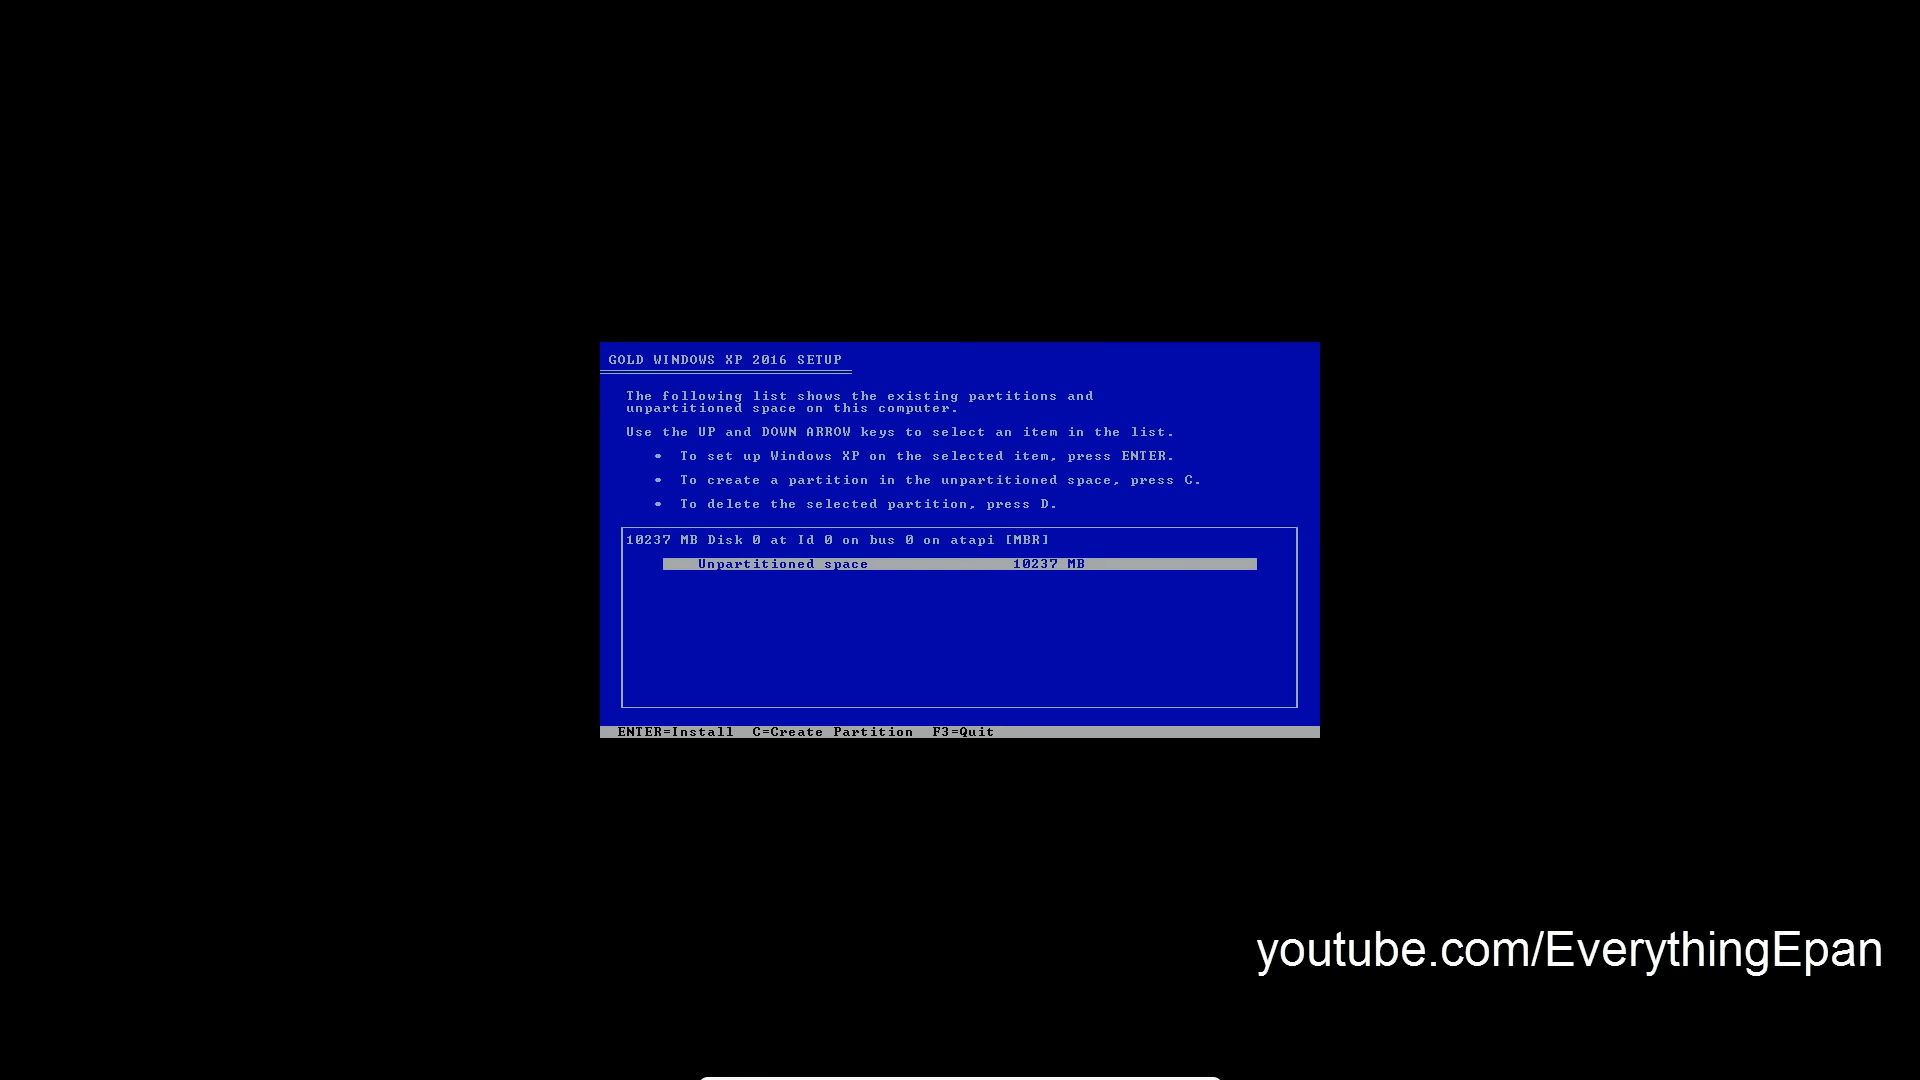 GOLD WINDOWS XP 2016 SETUP
The following list shows the existing partitions and
unpartitioned space on this computer.
Use the UP and DOWN ARROW keys to select an item in the list.
• To set up Windows XP on the selected item, press ENTER.
• To create a partition in the unpartitioned space, press C.
• To delete the selected partition, press D.
10237 MB Disk 0 at Id 0 on bus 0 on atapi [MBR]
Unpartitioned space 10237 MB
ENTER=Install C=Create Partition F3=Quit
youtube.com/EverythingEpan